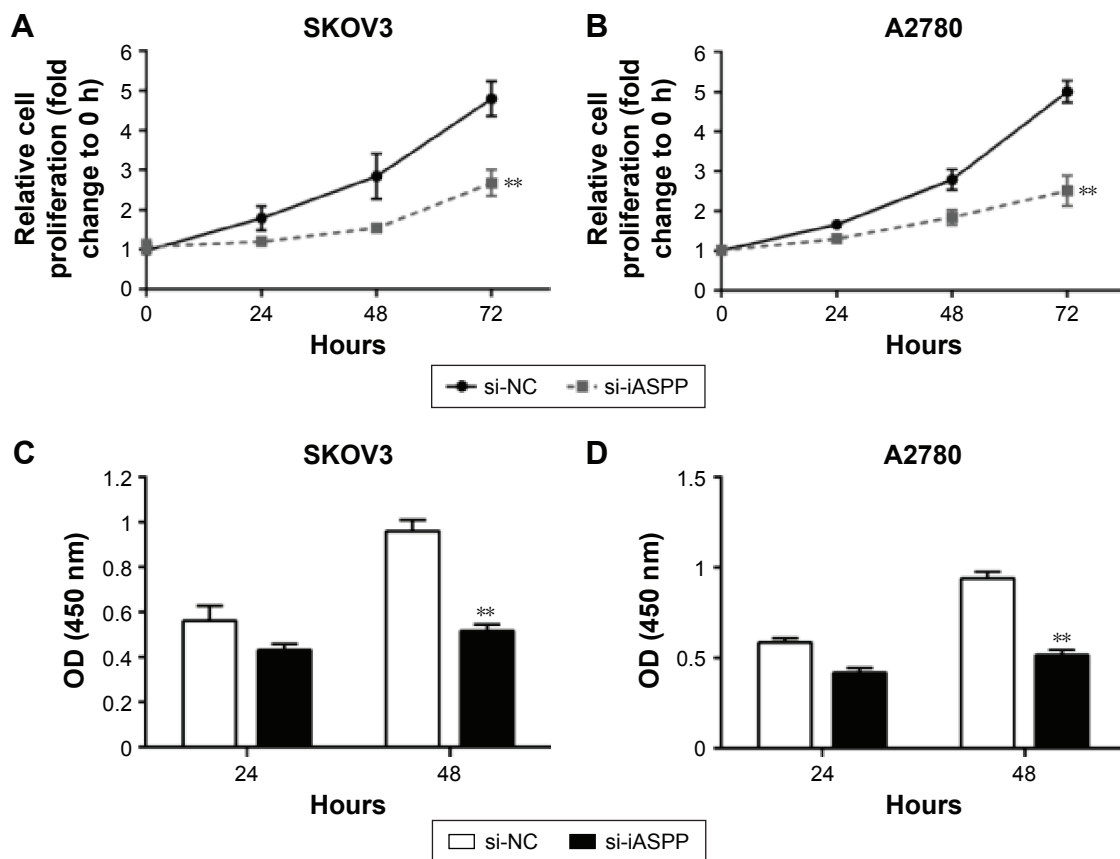 A
SKOV3
Relative cell
proliferation (fold
change to 0 h)
6
5
4
3
2
1
0
**
0 24 48 72
Hours
B
A2780
Relative cell
proliferation (fold
change to 0 h)
6
5
4
3
2
1
0
**
0 24 48 72
Hours
si-NC si-iASPP
C
SKOV3
OD (450 nm)
1.2
1
0.8
0.6
0.4
0.2
0
**
24 48
Hours
D
A2780
OD (450 nm)
1.5
1
0.5
0
**
24 48
Hours
si-NC si-iASPP